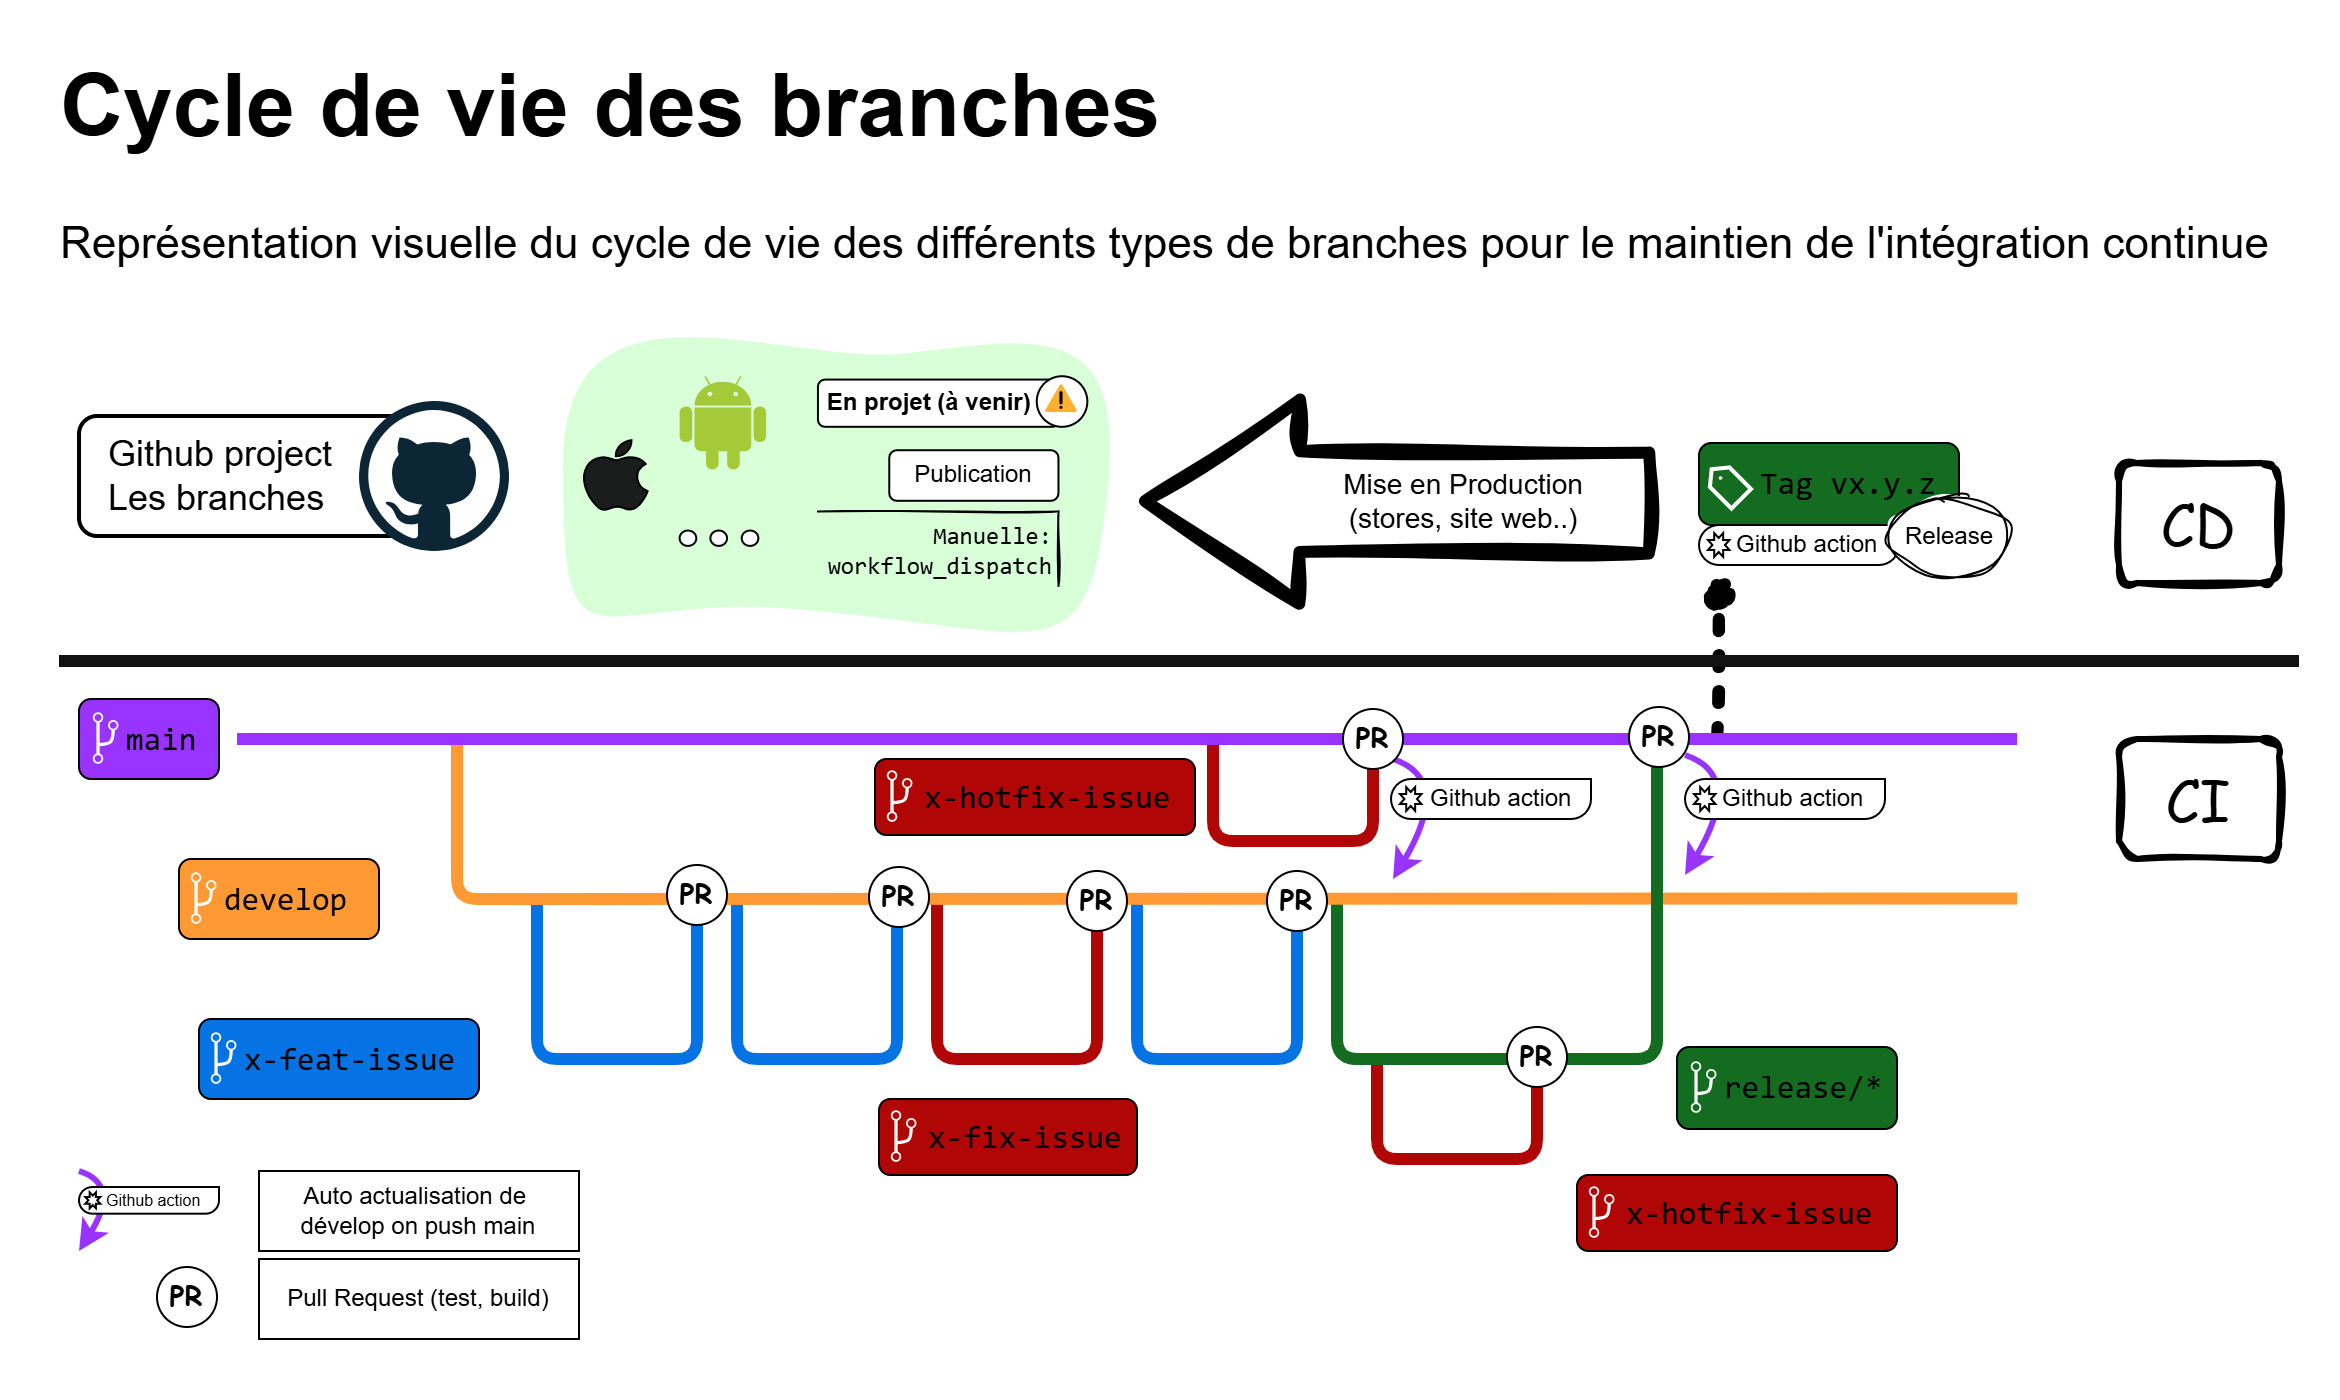 Cycle de vie des branches
Représentation visuelle du cycle de vie des différents types de branches pour le maintien de l'intégration continue
Github project
Les branches
En projet (à venir)
Publication
Manuelle:
workflow_dispatch
Mise en Production
(stores, site web..)
Tag vx.y.z
Github action
Release
CD
main
PR
PR
x-hotfix-issue
Github action
Github action
CI
develop
PR
PR
PR
PR
x-feat-issue
PR
release/*
x-fix-issue
x-hotfix-issue
Github action
Auto actualisation de
dévelop on push main
PR
Pull Request (test, build)